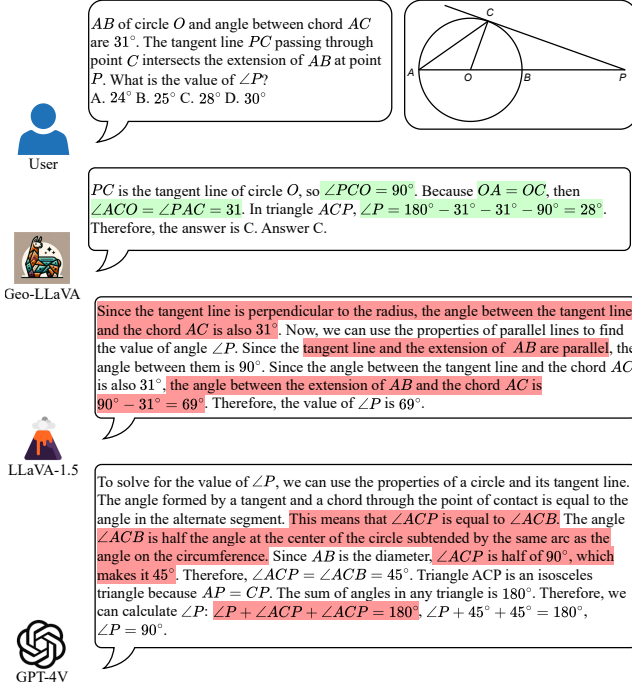 AB of circle O and angle between chord AC
are 31°. The tangent line PC passing through
point C intersects the extension of AB at point
P. What is the value of ∠P?
A. 24° B. 25° C. 28° D. 30°
C
A
O
B
P
User
PC is the tangent line of circle O, so ∠PCO = 90°. Because OA = OC, then
∠ACO = ∠PAC = 31. In triangle ACP, ∠P = 180° − 31° − 31° − 90° = 28°.
Therefore, the answer is C. Answer C.
Geo-LLaVA
Since the tangent line is perpendicular to the radius, the angle between the tangent line
and the chord AC is also 31°. Now, we can use the properties of parallel lines to find
the value of angle ∠P. Since the tangent line and the extension of AB are parallel, the
angle between them is 90°. Since the angle between the tangent line and the chord AC
is also 31°, the angle between the extension of AB and the chord AC is
90° − 31° = 69°. Therefore, the value of ∠P is 69°.
LLaVA-1.5
To solve for the value of ∠P, we can use the properties of a circle and its tangent line.
The angle formed by a tangent and a chord through the point of contact is equal to the
angle in the alternate segment. This means that ∠ACP is equal to ∠ACB. The angle
∠ACB is half the angle at the center of the circle subtended by the same arc as the
angle on the circumference. Since AB is the diameter, ∠ACP is half of 90°, which
makes it 45°. Therefore, ∠ACP = ∠ACB = 45°. Triangle ACP is an isosceles
triangle because AP = CP. The sum of angles in any triangle is 180°. Therefore, we
can calculate ∠P: ∠P + ∠ACP + ∠ACP = 180°, ∠P + 45° + 45° = 180°,
∠P = 90°.
GPT-4V